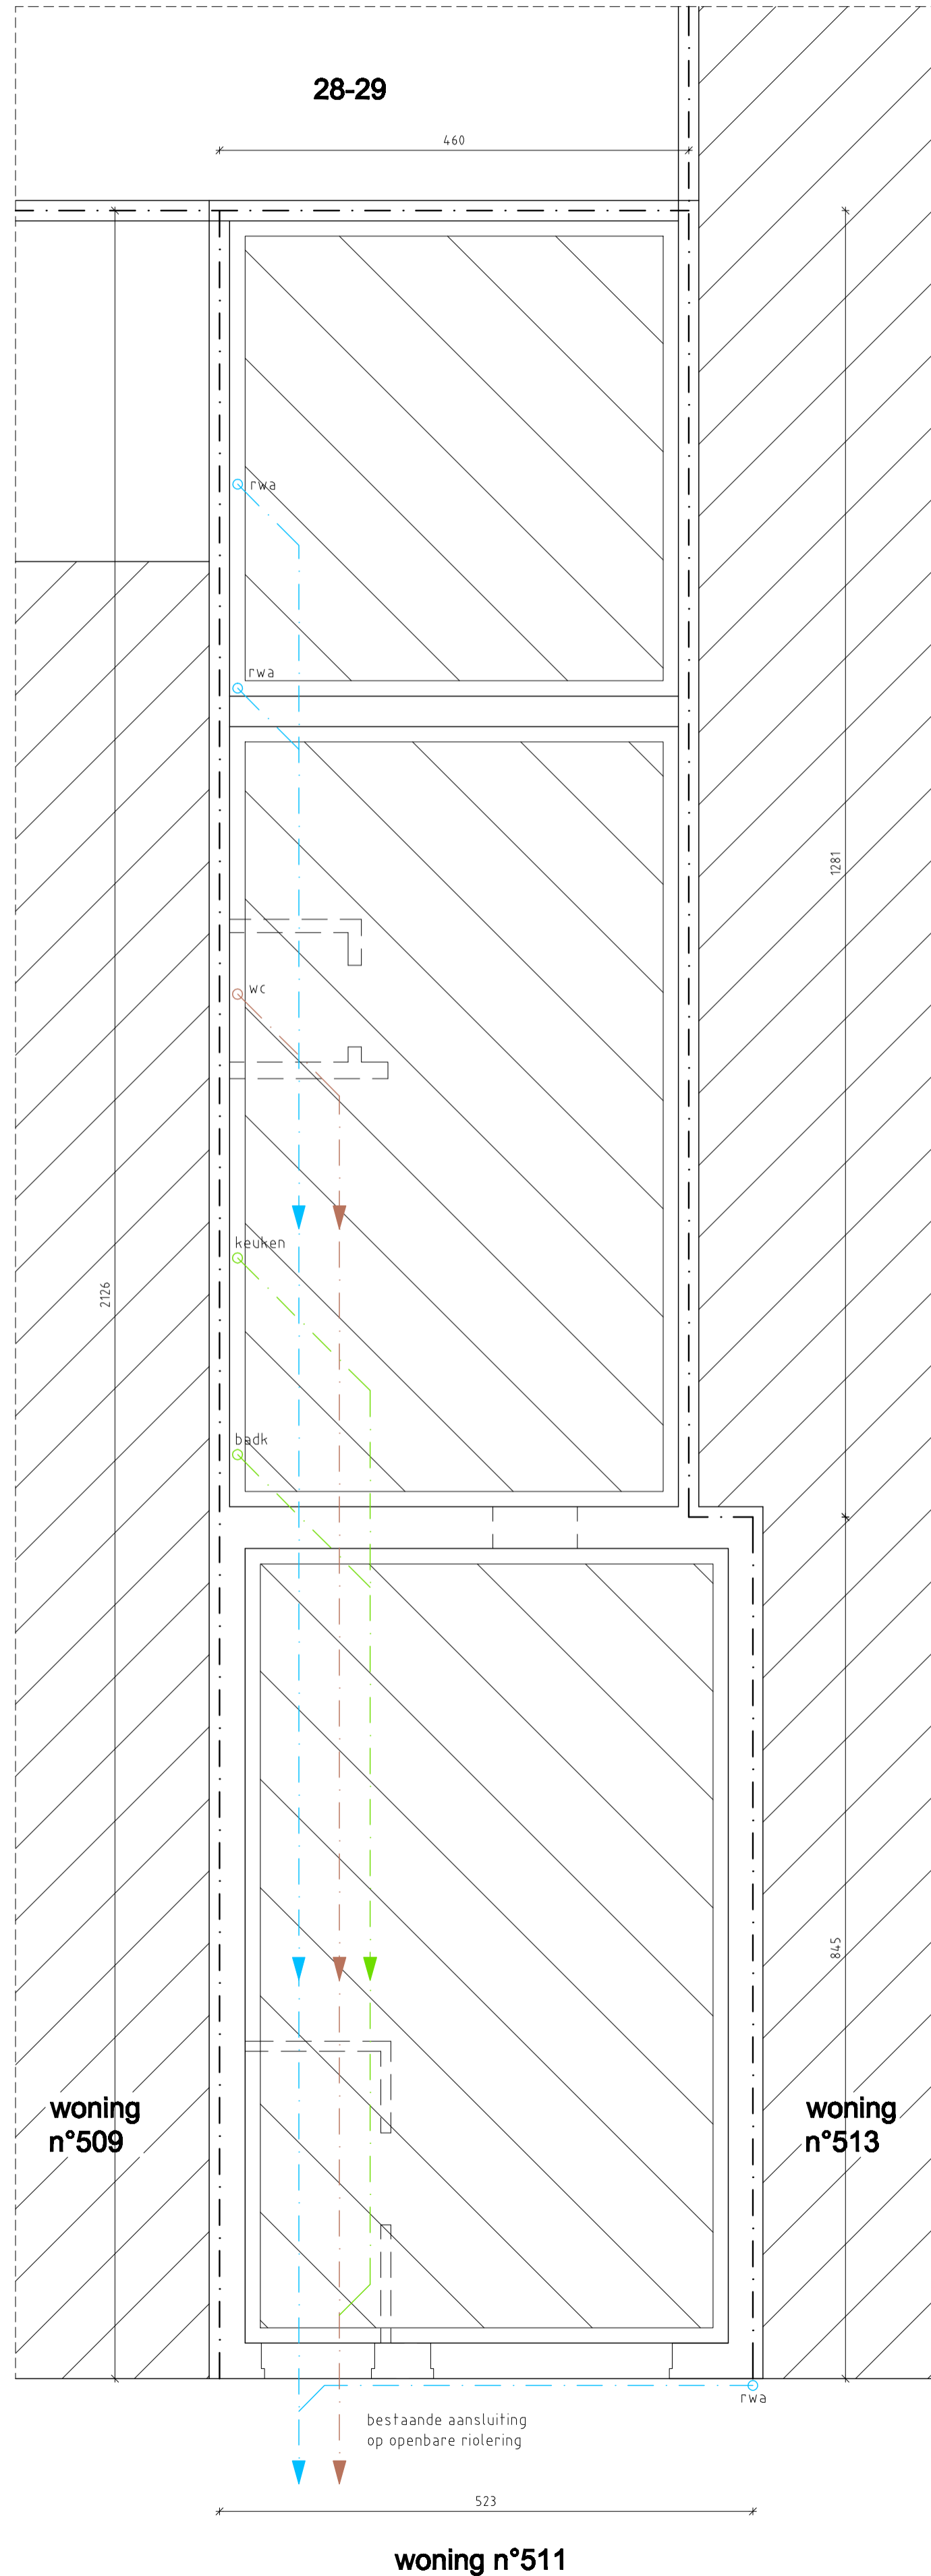 28-29
460
rwa
rwa
1281
wc
keuken
2126
badk
845
woning
n°509
woning
n°513
rwa
bestaande aansluiting
op openbare riolering
523
woning n°511